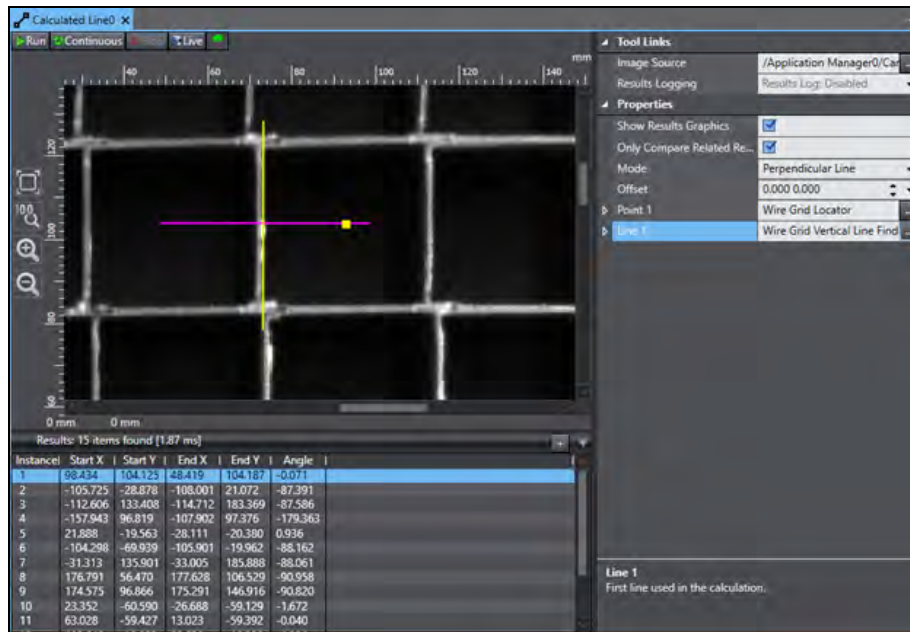 Calculated Line0
Run Continuous Live
Tool Links
Image Source /Application Manager0/Car
Results Logging Results Log: Disabled
Properties
Show Results Graphics
Only Compare Related Re...
Mode Perpendicular Line
Offset 0.000 0.000
Point 1 Wire Grid Locator
Line 1 Wire Grid Vertical Line Find
mm
40 60 80 100 120 140
120
100
80
60
100
0 mm 0 mm
Results: 15 items found [1.87 ms]
Instance Start X Start Y End X End Y Angle
1 98.434 104.125 48.419 104.187 -0.071
2 -105.725 -28.878 -108.001 21.072 -87.391
3 -112.606 133.408 -114.712 183.369 -87.586
4 -157.943 96.819 -107.902 97.376 -179.363
5 21.888 -19.563 -28.111 -20.380 0.936
6 -104.298 -69.939 -105.901 -19.962 -88.162
7 -31.313 135.901 -33.005 185.888 -88.061
8 176.791 56.470 177.628 106.529 -90.958
9 174.575 96.866 175.291 146.916 -90.820
10 23.352 -60.590 -26.688 -59.129 -1.672
11 63.028 -59.427 13.023 -59.392 -0.040
Line 1
First line used in the calculation.